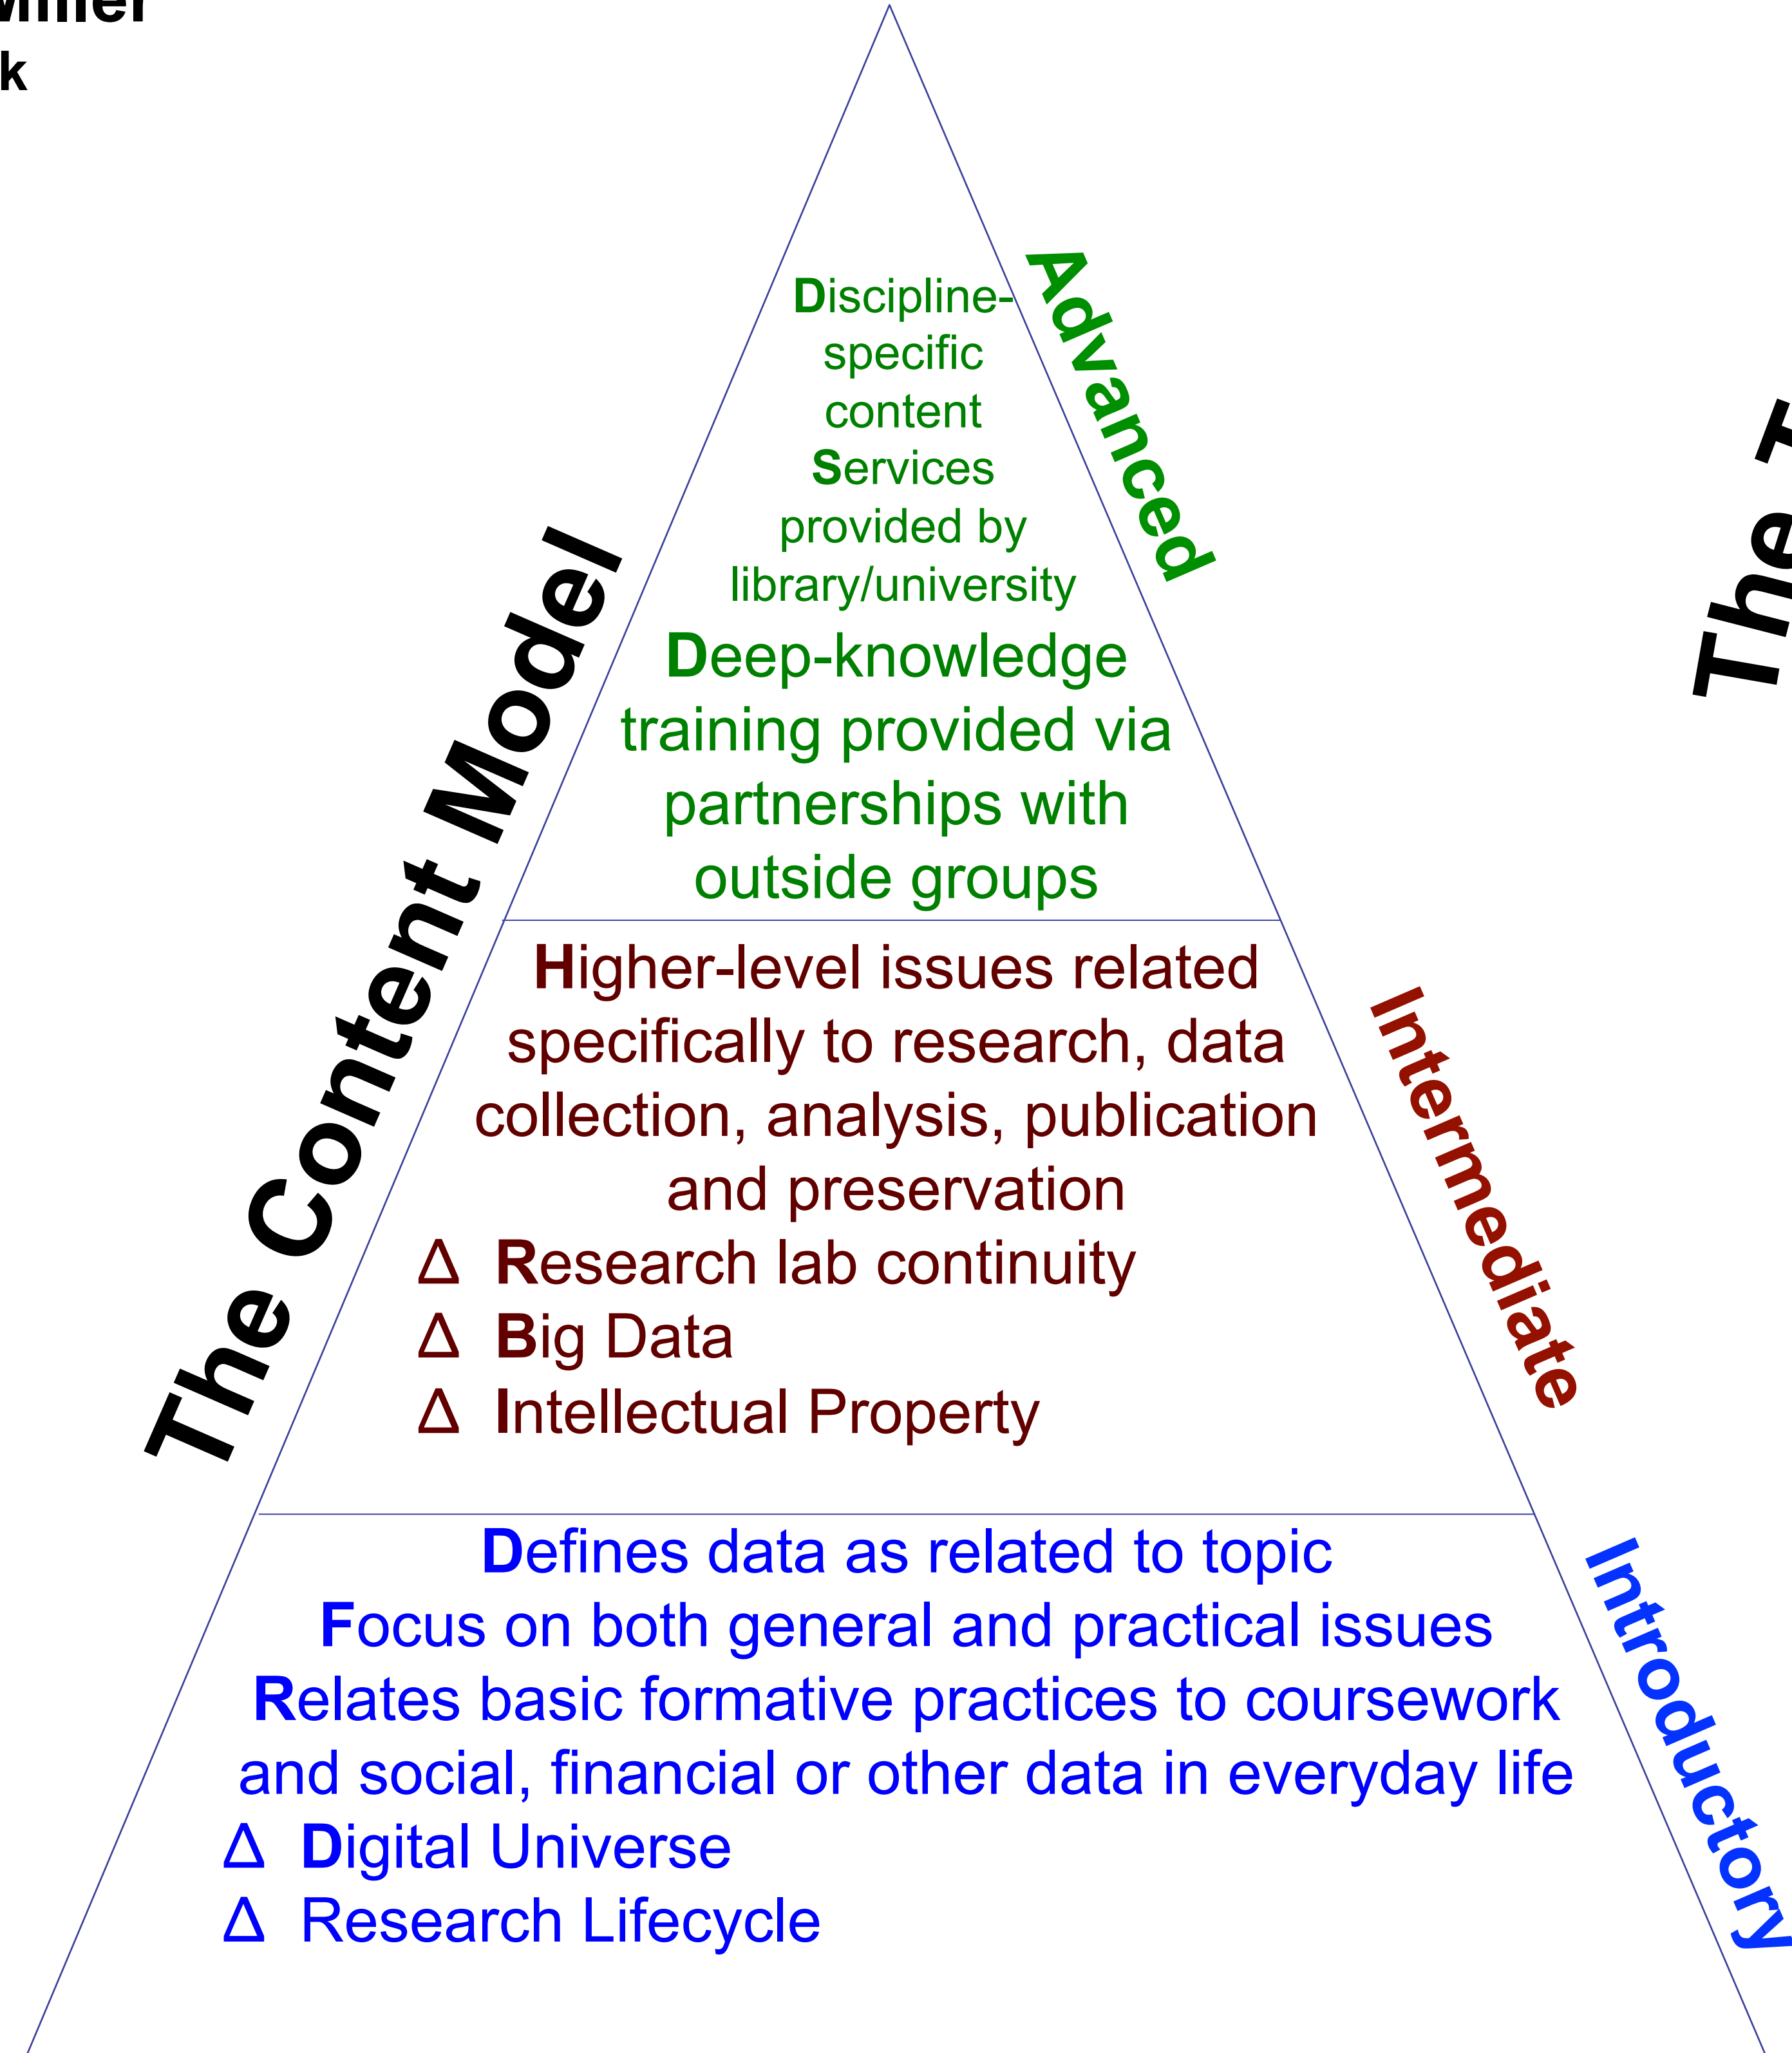 k
The Content Model
Advanced
Discipline-
specific
content
Services
provided by
library/university
Deep-knowledge
training provided via
partnerships with
outside groups
Intermediate
Higher-level issues related
specifically to research, data
collection, analysis, publication
and preservation
Δ Research lab continuity
Δ Big Data
Δ Intellectual Property
Introductory
Defines data as related to topic
Focus on both general and practical issues
Relates basic formative practices to coursework
and social, financial or other data in everyday life
Δ Digital Universe
Δ Research Lifecycle
The